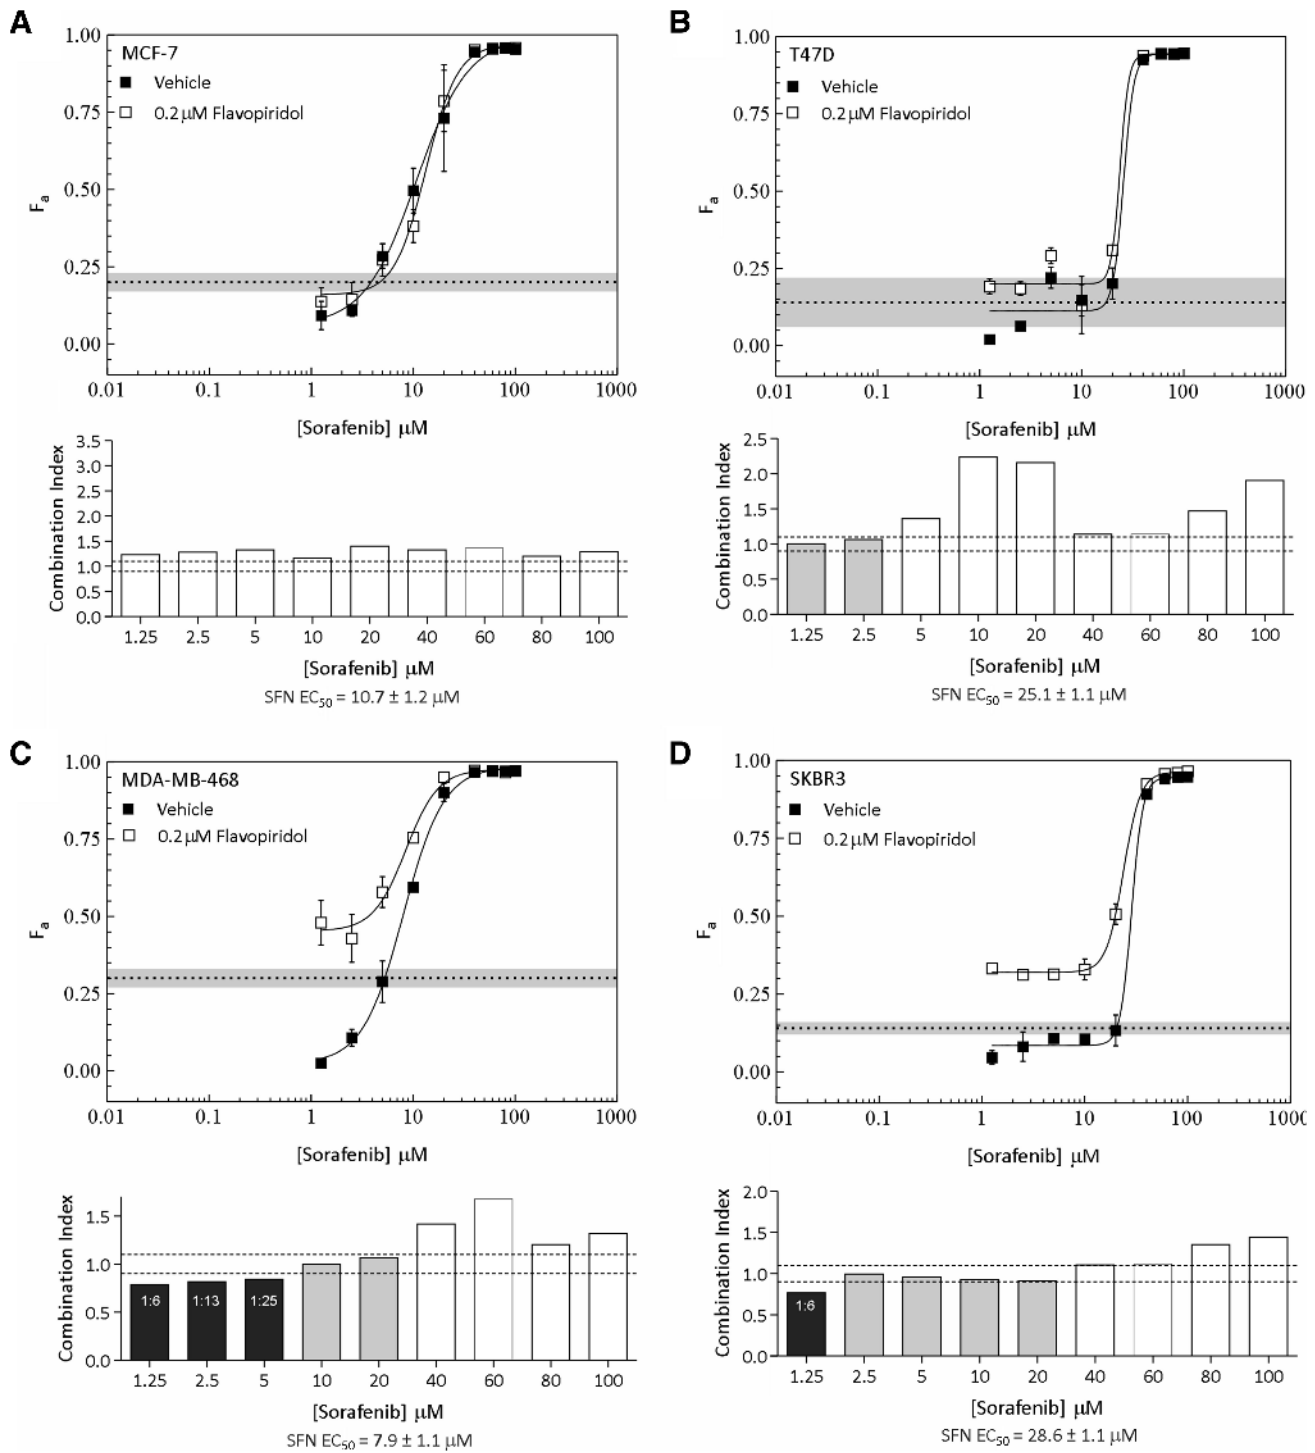 A
MCF-7
Vehicle
0.2 µM Flavopiridol
1.00
0.75
0.50
0.25
0.00
Fa
0.01 0.1 1 10 100 1000
[Sorafenib] µM
3.5
3.0
2.5
2.0
1.5
1.0
0.5
0.0
Combination Index
1.25 2.5 5 10 20 40 60 80 100
[Sorafenib] µM
SFN EC50 = 10.7 ± 1.2 µM
B
T47D
Vehicle
0.2 µM Flavopiridol
1.00
0.75
0.50
0.25
0.00
Fa
0.01 0.1 1 10 100 1000
[Sorafenib] µM
2.5
2.0
1.5
1.0
0.5
0.0
Combination Index
1.25 2.5 5 10 20 40 60 80 100
[Sorafenib] µM
SFN EC50 = 25.1 ± 1.1 µM
C
MDA-MB-468
Vehicle
0.2 µM Flavopiridol
1.00
0.75
0.50
0.25
0.00
Fa
0.01 0.1 1 10 100 1000
[Sorafenib] µM
1.5
1.0
0.5
0.0
Combination Index
1:6 1:13 1:25
1.25 2.5 5 10 20 40 60 80 100
[Sorafenib] µM
SFN EC50 = 7.9 ± 1.1 µM
D
SKBR3
Vehicle
0.2 µM Flavopiridol
1.00
0.75
0.50
0.25
0.00
Fa
0.01 0.1 1 10 100 1000
[Sorafenib] µM
2.0
1.5
1.0
0.5
0.0
Combination Index
1:6
1.25 2.5 5 10 20 40 60 80 100
[Sorafenib] µM
SFN EC50 = 28.6 ± 1.1 µM